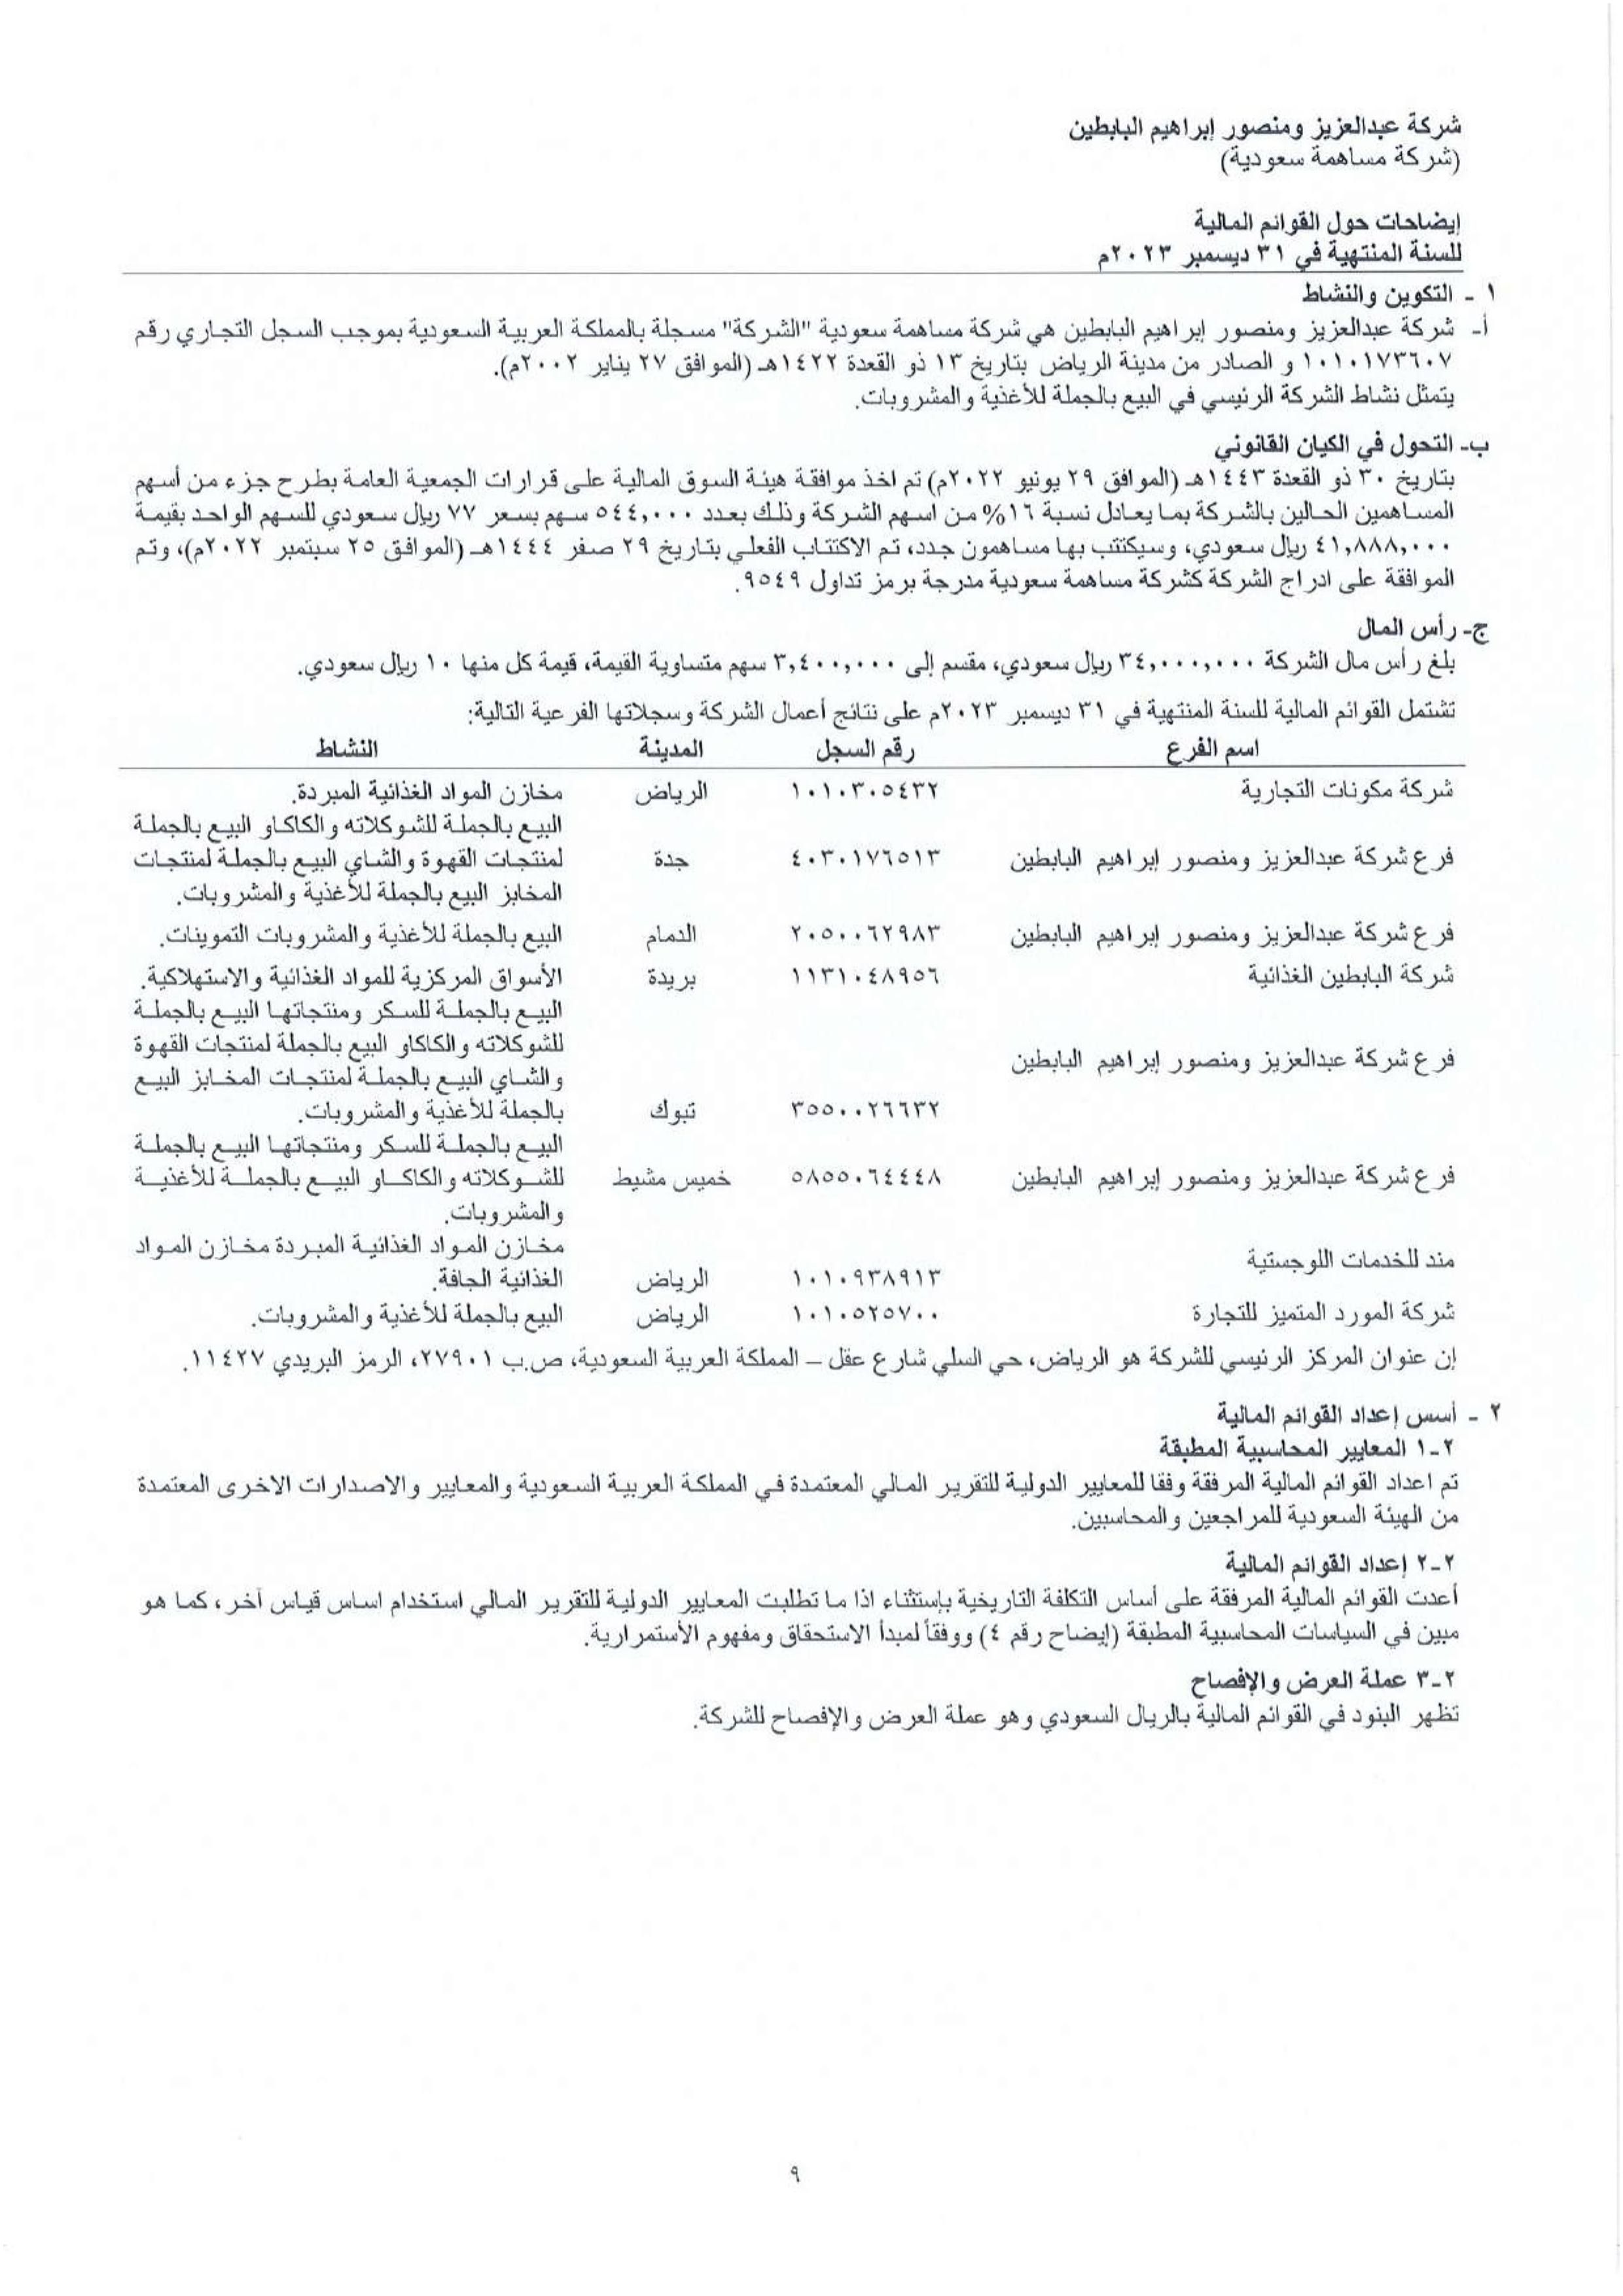 شركة عبدالعزيز ومنصور إبراهيم البابطين
(شركة مساهمة سعودية)
إيضاحات حول القوائم المالية
للسنة المنتهية في ٣١ ديسمبر ٢٠٢٣م
١ - التكوين والنشاط
أ- شركة عبدالعزيز ومنصور إبراهيم البابطين هي شركة مساهمة سعودية "الشركة" مسجلة بالمملكة العربية السعودية بموجب السجل التجاري رقم
١٠١٠١٧٣٦٠٧ و الصادر من مدينة الرياض بتاريخ ١٣ ذو القعدة ١٤٢٢هـ (الموافق ٢٧ يناير ٢٠٠٢م).
يتمثل نشاط الشركة الرئيسي في البيع بالجملة للأغذية والمشروبات.
ب- التحول في الكيان القانوني
بتاريخ ٣٠ ذو القعدة ١٤٤٣هـ (الموافق ٢٩ يونيو ٢٠٢٢م) تم اخذ موافقة هيئة السوق المالية على قرارات الجمعية العامة بطرح جزء من أسهم
المساهمين الحالين بالشركة بما يعادل نسبة ١٦% من اسهم الشركة وذلك بعدد ٥٤٤,٠٠٠ سهم بسعر ٧٧ ريال سعودي للسهم الواحد بقيمة
٤١,٨٨٨,٠٠٠ ريال سعودي، وسيكتتب بها مساهمون جدد، تم الاكتتاب الفعلي بتاريخ ٢٩ صفر ١٤٤٤هـ (الموافق ٢٥ سبتمبر ٢٠٢٢م)، وتم
الموافقة على ادراج الشركة كشركة مساهمة سعودية مدرجة برمز تداول ٩٥٤٩.
ج- رأس المال
بلغ رأس مال الشركة ٣٤,٠٠٠,٠٠٠ ريال سعودي، مقسم إلى ٣,٤٠٠,٠٠٠ سهم متساوية القيمة، قيمة كل منها ١٠ ريال سعودي.
تشتمل القوائم المالية للسنة المنتهية في ٣١ ديسمبر ٢٠٢٣م على نتائج أعمال الشركة وسجلاتها الفرعية التالية:
اسم الفرع رقم السجل المدينة النشاط
شركة مكونات التجارية ١٠١٠٣٠٥٤٣٢ الرياض مخازن المواد الغذائية المبردة.
البيع بالجملة للشوكلاته والكاكاو البيع بالجملة
فرع شركة عبدالعزيز ومنصور إبراهيم البابطين ٤٠٣٠١٧٦٥١٣ جدة لمنتجات القهوة والشاي البيع بالجملة لمنتجات
المخابز البيع بالجملة للأغذية والمشروبات.
فرع شركة عبدالعزيز ومنصور إبراهيم البابطين ٢٠٥٠٠٦٢٩٨٣ الدمام البيع بالجملة للأغذية والمشروبات التموينات.
شركة البابطين الغذائية ١١٣١٠٤٨٩٥٦ بريدة الأسواق المركزية للمواد الغذائية والاستهلاكية.
البيع بالجملة للسكر ومنتجاتها البيع بالجملة
للشوكلاته والكاكاو البيع بالجملة لمنتجات القهوة
فرع شركة عبدالعزيز ومنصور إبراهيم البابطين
والشاي البيع بالجملة لمنتجات المخابز البيع
٣٥٥٠٠٢٦٦٣٢ تبوك بالجملة للأغذية والمشروبات.
البيع بالجملة للسكر ومنتجاتها البيع بالجملة
فرع شركة عبدالعزيز ومنصور إبراهيم البابطين ٥٨٥٥٠٦٤٤٤٨ خميس مشيط للشوكلاته والكاكاو البيع بالجملة للأغذية
والمشروبات.
مخازن المواد الغذائية المبردة مخازن المواد
مند للخدمات اللوجستية
١٠١٠٩٣٨٩١٣ الرياض الغذائية الجافة.
شركة المورد المتميز للتجارة ١٠١٠٥٢٥٧٠٠ الرياض البيع بالجملة للأغذية والمشروبات.
إن عنوان المركز الرئيسي للشركة هو الرياض، حي السلي شارع عقل – المملكة العربية السعودية، ص.ب ٢٧٩٠١، الرمز البريدي ١١٤٢٧.
٢ - أسس إعداد القوائم المالية
٢-١ المعايير المحاسبية المطبقة
تم اعداد القوائم المالية المرفقة وفقا للمعايير الدولية للتقرير المالي المعتمدة في المملكة العربية السعودية والمعايير والاصدارات الاخرى المعتمدة
من الهيئة السعودية للمراجعين والمحاسبين.
٢-٢ إعداد القوائم المالية
أعدت القوائم المالية المرفقة على أساس التكلفة التاريخية بإستثناء اذا ما تطلبت المعايير الدولية للتقرير المالي استخدام اساس قياس آخر، كما هو
مبين في السياسات المحاسبية المطبقة (إيضاح رقم ٤) ووفقاً لمبدأ الاستحقاق ومفهوم الأستمرارية.
٢-٣ عملة العرض والإفصاح
تظهر البنود في القوائم المالية بالريال السعودي وهو عملة العرض والإفصاح للشركة.
٩